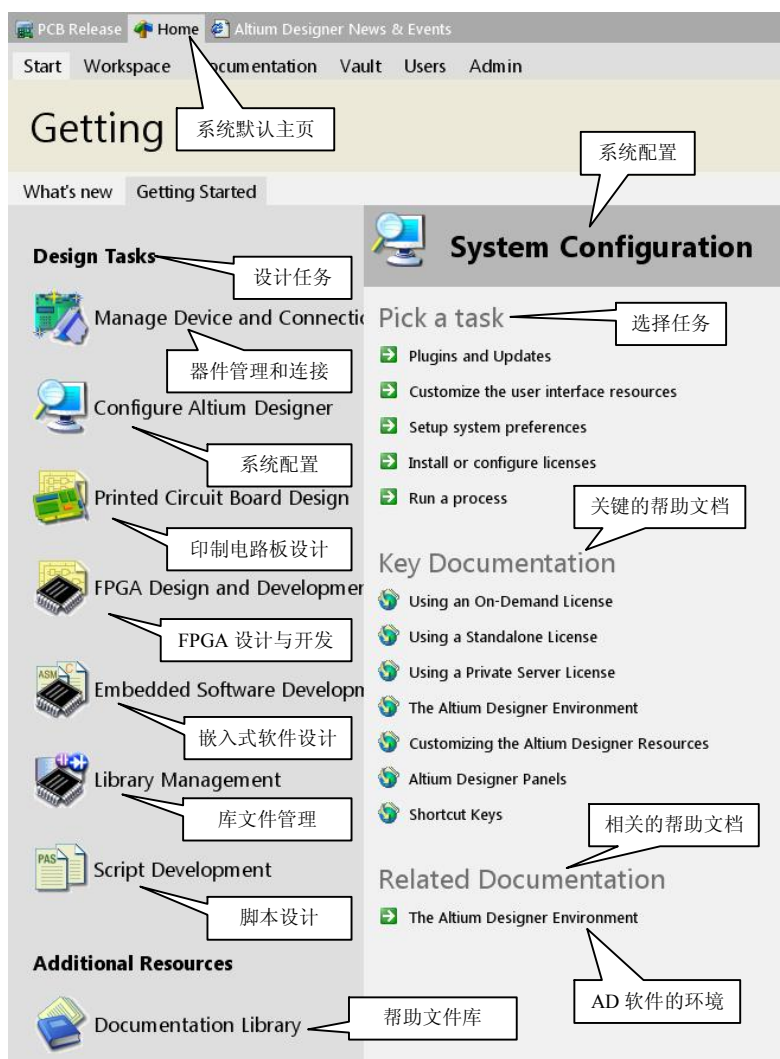 PCB Release Home Altium Designer News & Events
Start Workspace Documentation Vault Users Admin
Getting
系统默认主页
系统配置
What's new Getting Started
Design Tasks
设计任务
Manage Device and Connectio
器件管理和连接
Configure Altium Designer
系统配置
Printed Circuit Board Design
印制电路板设计
FPGA Design and Developmen
FPGA 设计与开发
ASM C
Embedded Software Developm
嵌入式软件设计
Library Management
库文件管理
PAS
Script Development
脚本设计
Additional Resources
Documentation Library
帮助文件库
System Configuration
Pick a task
选择任务
Plugins and Updates
Customize the user interface resources
Setup system preferences
Install or configure licenses
Run a process
关键的帮助文档
Key Documentation
Using an On-Demand License
Using a Standalone License
Using a Private Server License
The Altium Designer Environment
Customizing the Altium Designer Resources
Altium Designer Panels
Shortcut Keys
相关的帮助文档
Related Documentation
The Altium Designer Environment
AD 软件的环境